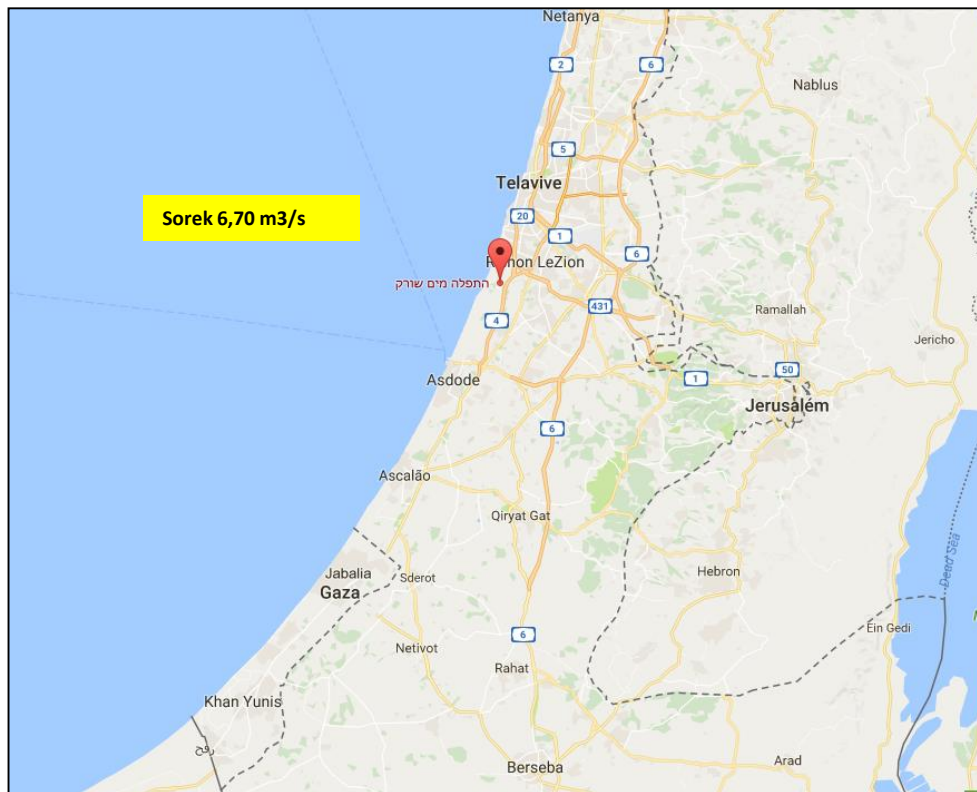 Netanya
2
6
Nablus
5
Telavive
Sorek 6,70 m3/s
20
1
6
LeZion
התפלה מים שורק
431
Ramallah
4
Jericho
50
Asdode
1
Jerusalém
6
Ascalão
Qiryat Gat
Dead Sea
Jabalia
Sderot
Hebron
Gaza
Ein Gedi
6
Netivot
Rahat
Khan Yunis
رفح
Arad
Berseba